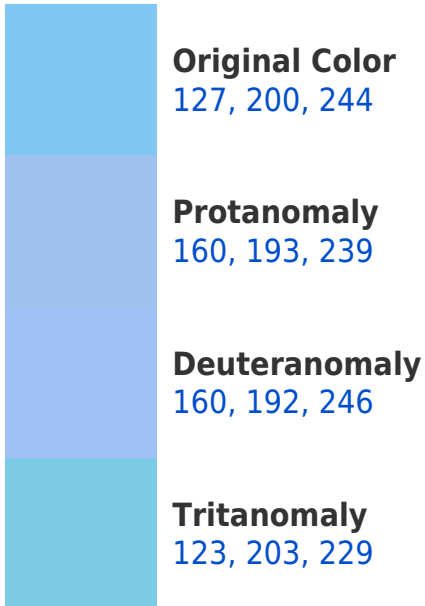 Original Color
127, 200, 244
Protanomaly
160, 193, 239
Deuteranomaly
160, 192, 246
Tritanomaly
123, 203, 229